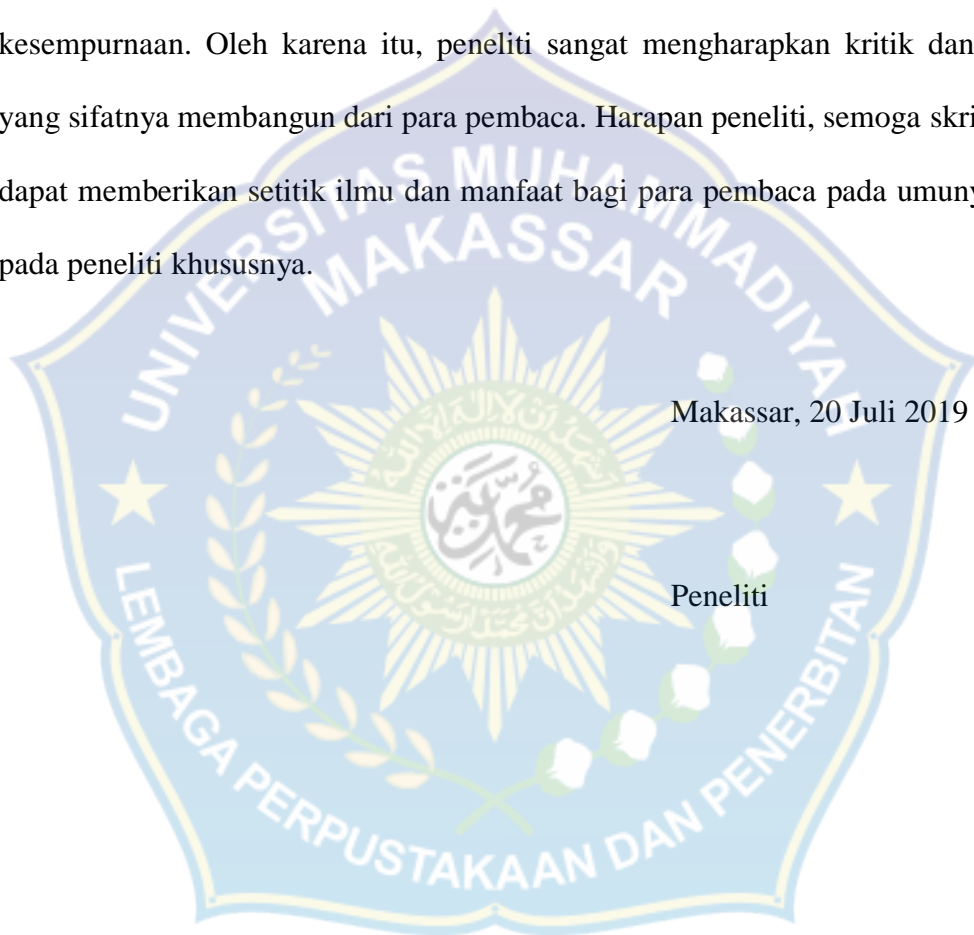 kesempurnaan. Oleh karena itu, peneliti sangat mengharapkan kritik dan
yang sifatnya membangun dari para pembaca. Harapan peneliti, semoga skri
dapat memberikan setitik ilmu dan manfaat bagi para pembaca pada umuny
pada peneliti khususnya.
UNIVERSITAS MUHAMMADIYAH
MAKASSAR
Makassar, 20 Juli 2019
Peneliti
LEMBAGA PERPUSTAKAAN DAN PENERBITAN